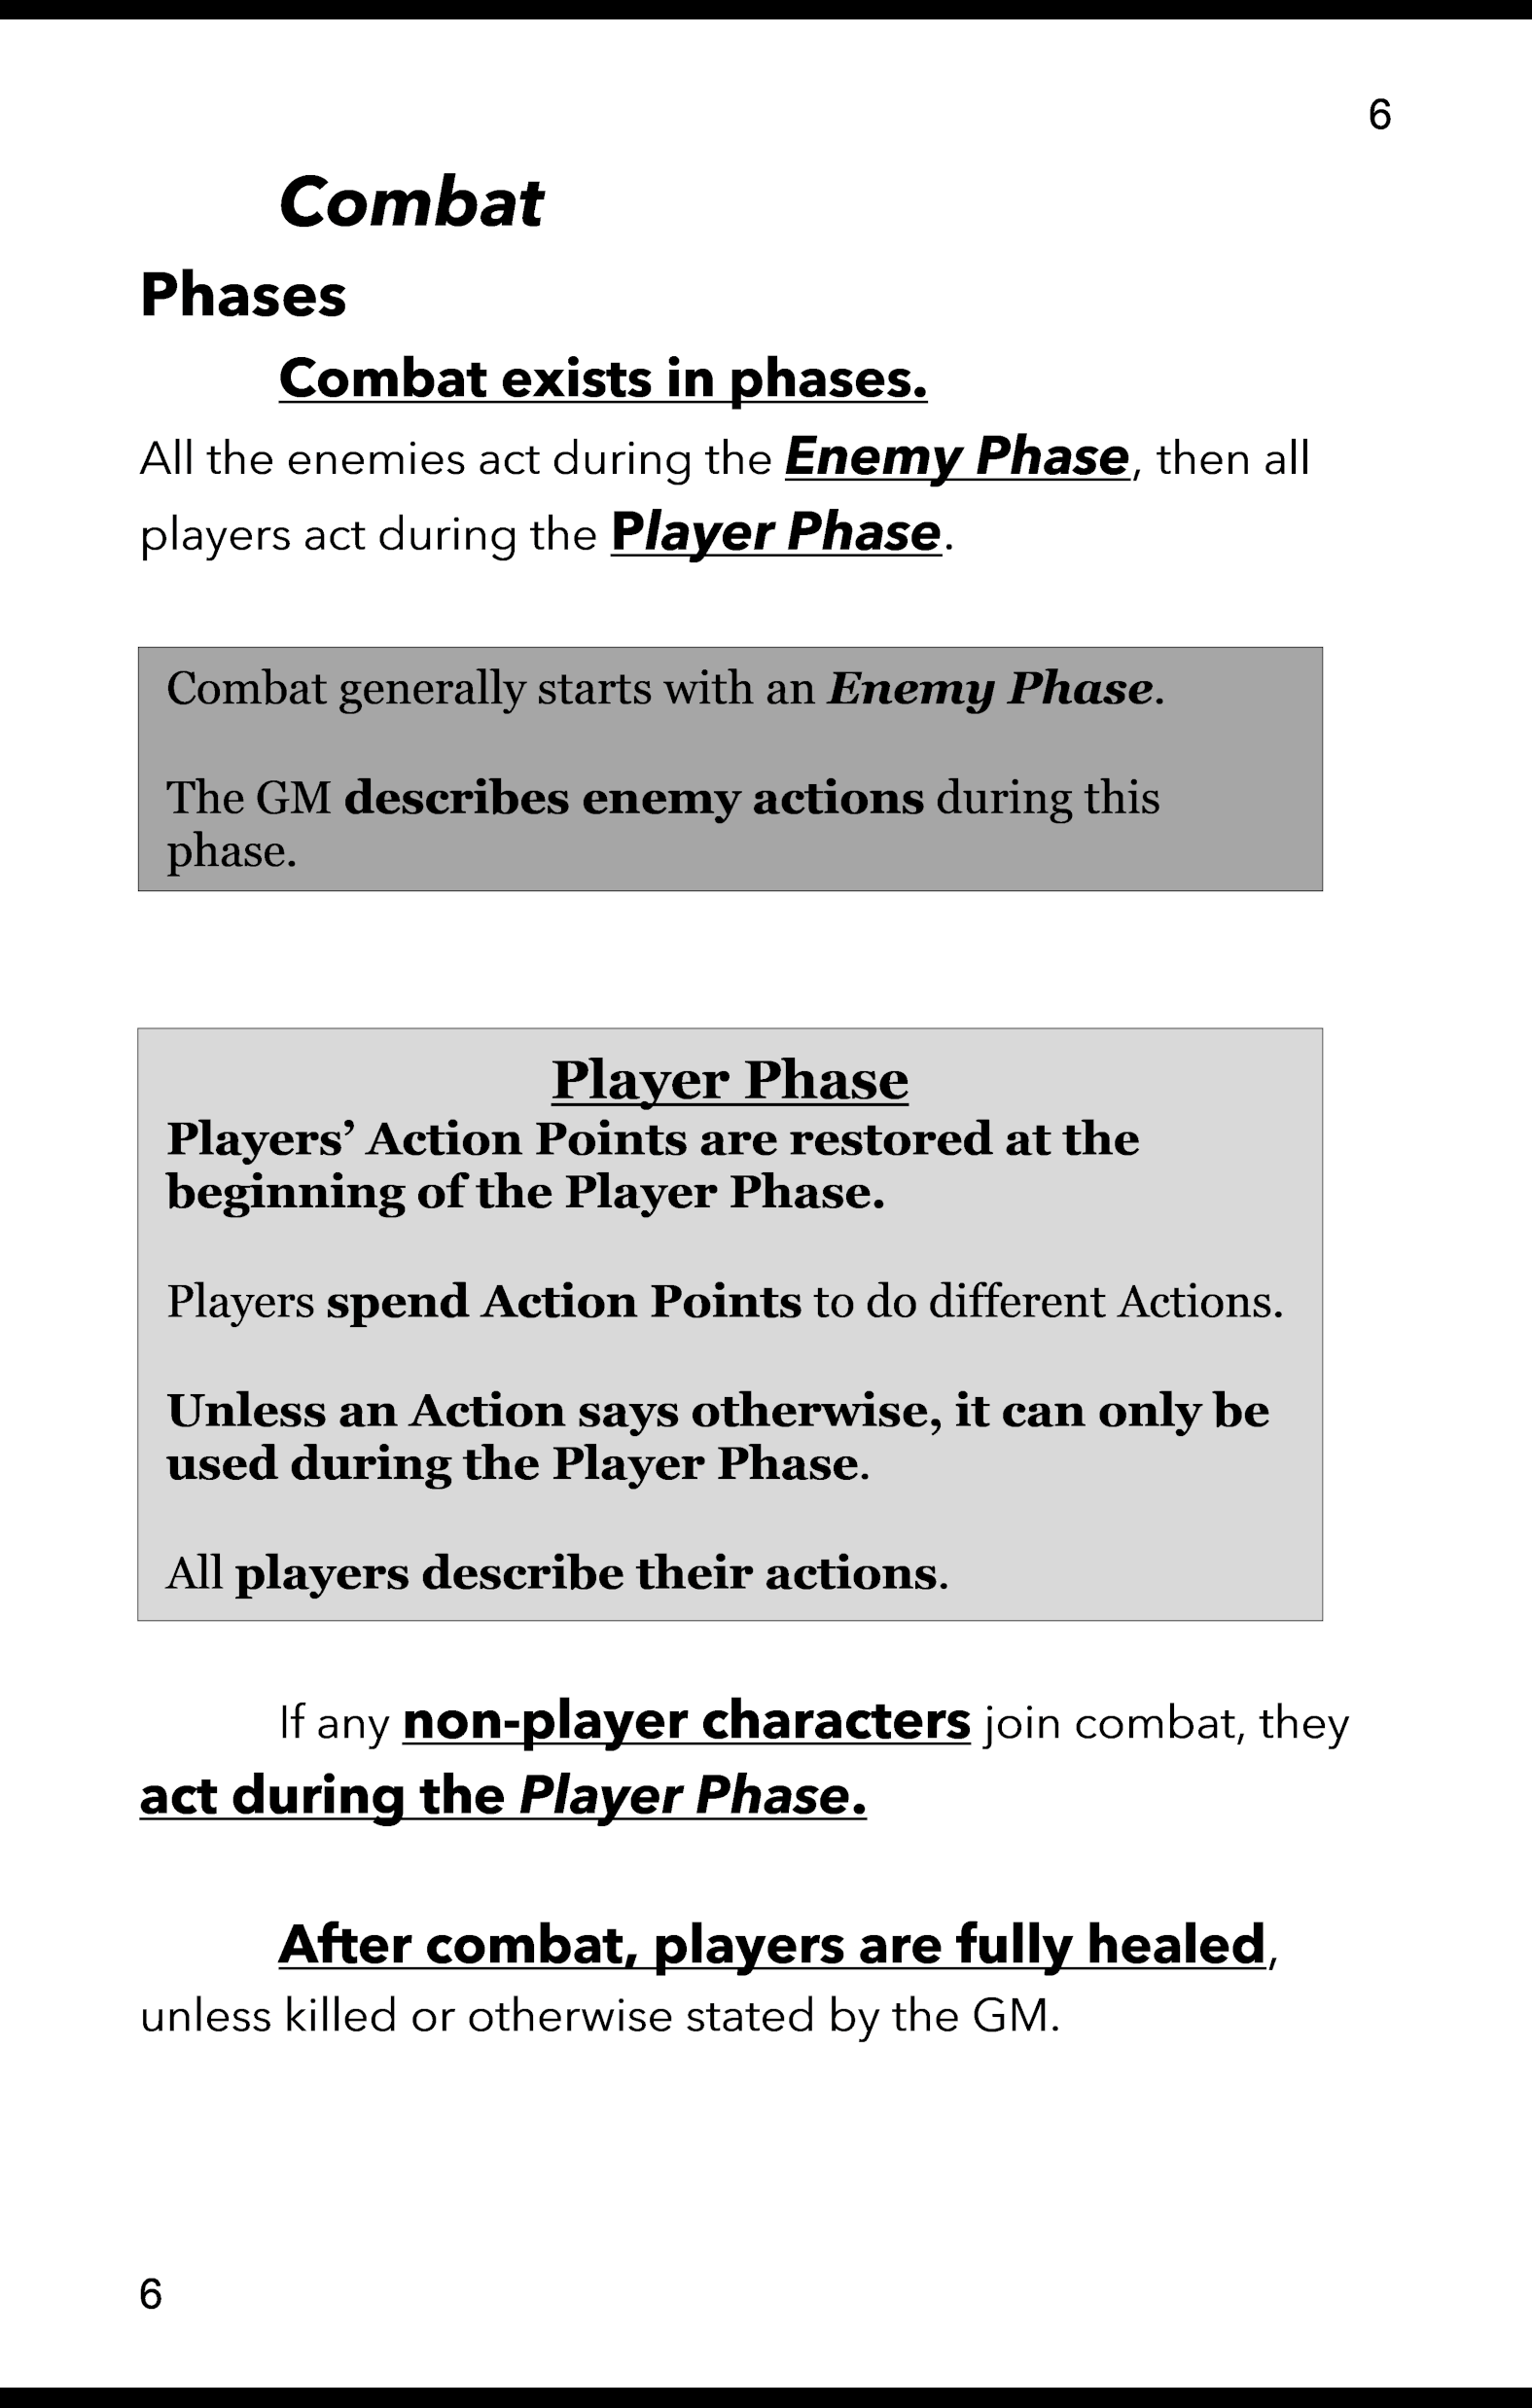 6
Combat
Phases
Combat exists in phases.
All the enemies act during the Enemy Phase, then all
players act during the Player Phase.
Combat generally starts with an Enemy Phase.
The GM describes enemy actions during this
phase.
Player Phase
Players’ Action Points are restored at the
beginning of the Player Phase.
Players spend Action Points to do different Actions.
Unless an Action says otherwise, it can only be
used during the Player Phase.
All players describe their actions.
If any non-player characters join combat, they
act during the Player Phase.
After combat, players are fully healed,
unless killed or otherwise stated by the GM.
6